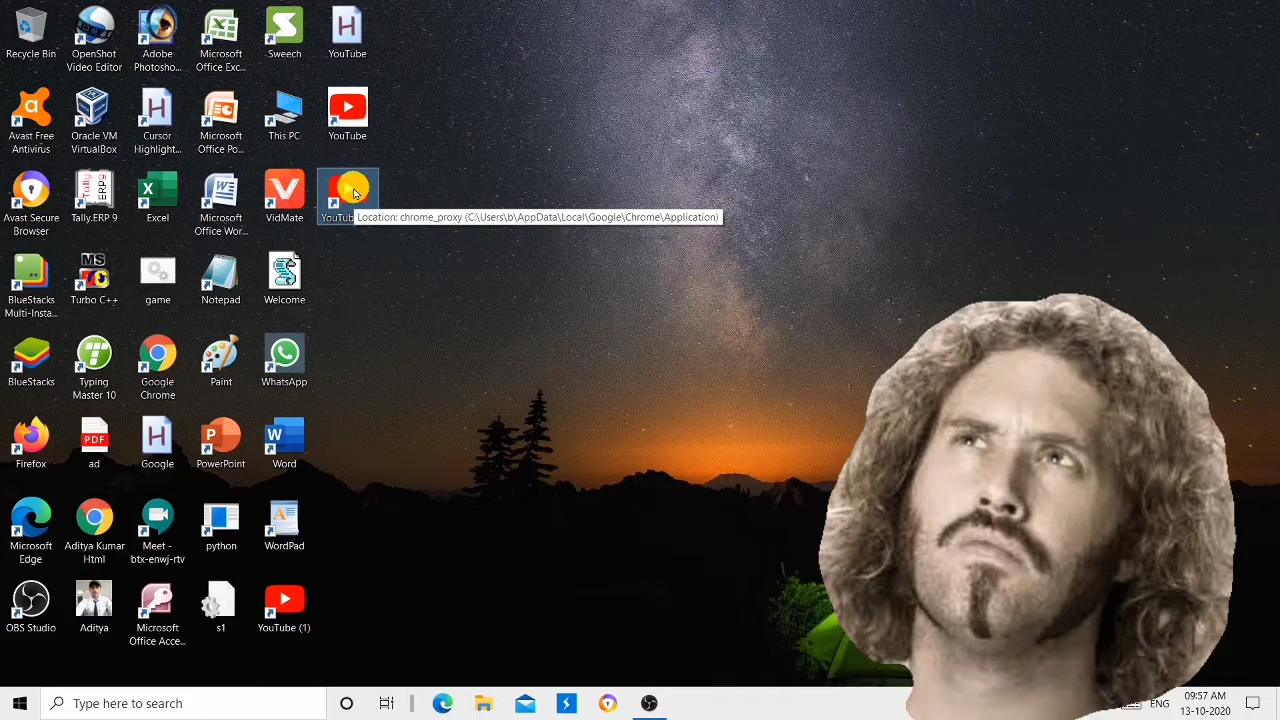 Recycle Bin
OpenShot
Video Editor
Adobe
Photosho...
Microsoft
Office Exc...
Sweech
YouTube
Avast Free
Antivirus
Oracle VM
VirtualBox
Cursor
Highlight...
Microsoft
Office Po...
This PC
YouTube
Avast Secure
Browser
Tally.ERP 9
Excel
Microsoft
Office Wor...
VidMate
YouTub
Location: chrome_proxy (C:\Users\b\AppData\Local\Google\Chrome\Application)
BlueStacks
Multi-Insta...
Turbo C++
game
Notepad
Welcome
BlueStacks
Typing
Master 10
Google
Chrome
Paint
WhatsApp
Firefox
PDF
ad
Google
PowerPoint
Word
Microsoft
Edge
Aditya Kumar
Html
Meet -
btx-enwj-rtv
python
WordPad
OBS Studio
Aditya
Microsoft
Office Acce...
s1
YouTube (1)
Type here to search
ENG
09:57 AM
13-10-2020